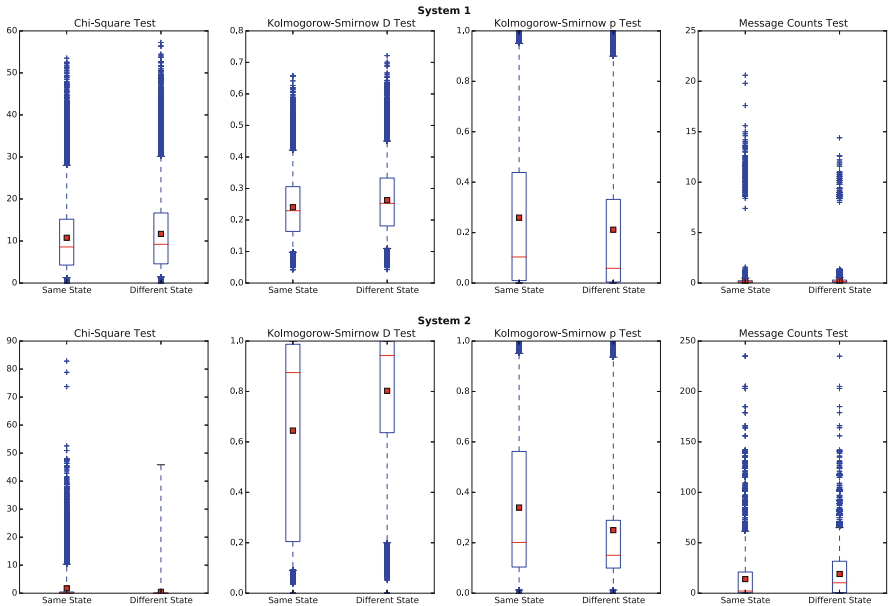 System 1
Chi-Square Test
Kolmogorow-Smirnow D Test
Kolmogorow-Smirnow p Test
Message Counts Test
60
50
40
30
20
10
0
Same State
Different State
0,8
0,7
0,6
0,5
0,4
0,3
0,2
0,1
0,0
Same State
Different State
1,0
0,8
0,6
0,4
0,2
0,0
Same State
Different State
25
20
15
10
5
0
Same State
Different State
System 2
Chi-Square Test
Kolmogorow-Smirnow D Test
Kolmogorow-Smirnow p Test
Message Counts Test
90
80
70
60
50
40
30
20
10
0
Same State
Different State
1,0
0,8
0,6
0,4
0,2
0,0
Same State
Different State
1,0
0,8
0,6
0,4
0,2
0,0
Same State
Different State
250
200
150
100
50
0
Same State
Different State